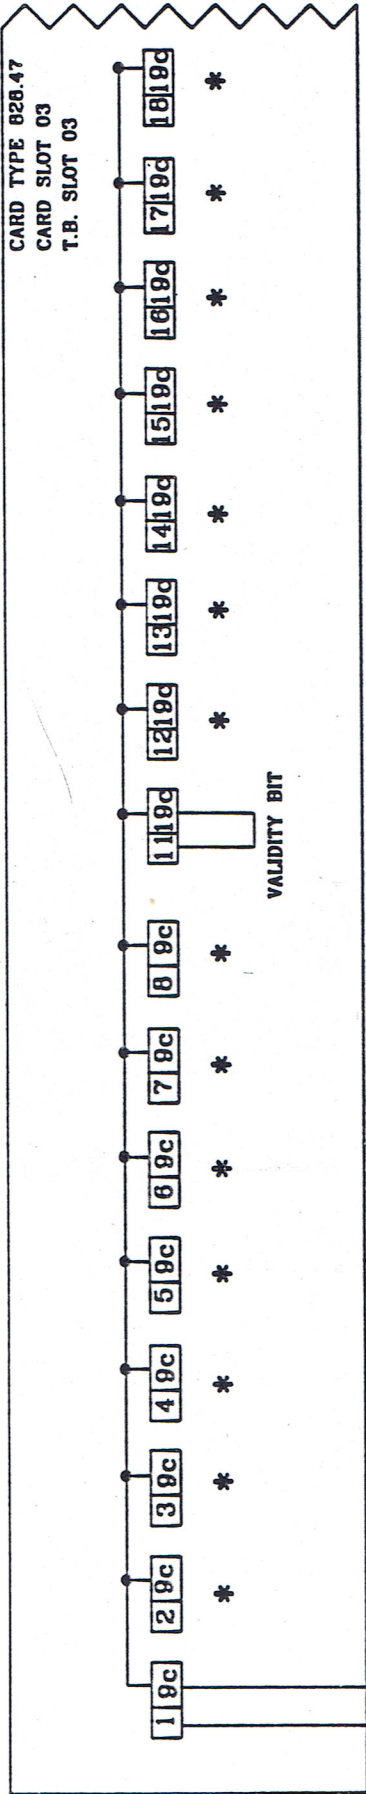 CARD TYPE 828.47
CARD SLOT 03
T.B. SLOT 03
1 9c
2 9c
*
3 9c
*
4 9c
*
5 9c
*
6 9c
*
7 9c
*
8 9c
*
11 19c
VALIDITY BIT
12 19c
*
13 19c
*
14 19c
*
15 19c
*
16 19c
*
17 19c
*
18 19c
*